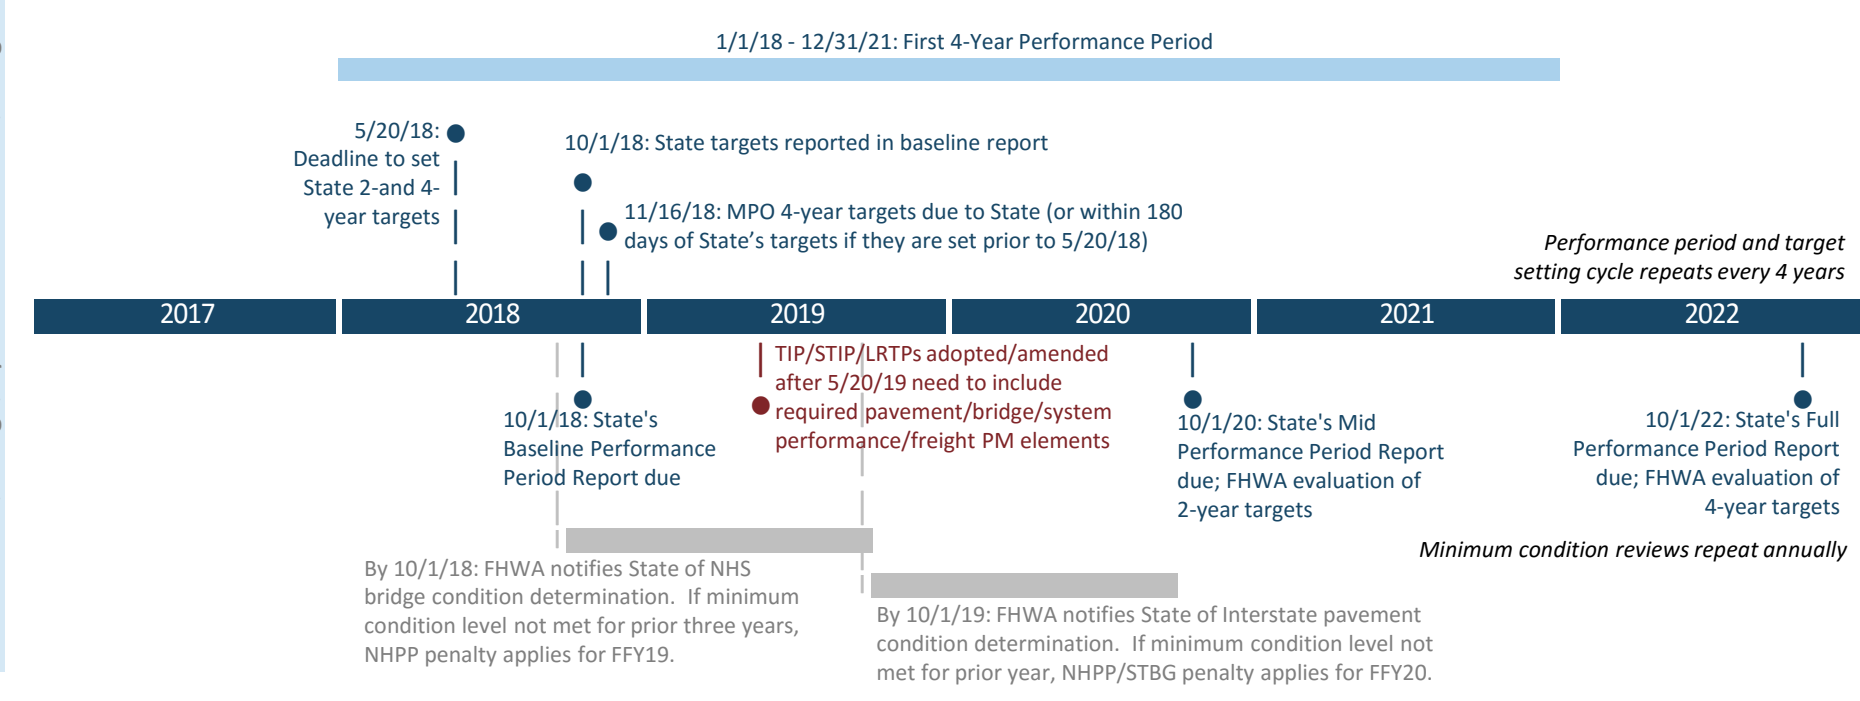 1/1/18 - 12/31/21: First 4-Year Performance Period
5/20/18:
Deadline to set
State 2-and 4-
year targets
10/1/18: State targets reported in baseline report
11/16/18: MPO 4-year targets due to State (or within 180
days of State’s targets if they are set prior to 5/20/18)
Performance period and target
setting cycle repeats every 4 years
2017
2018
2019
2020
2021
2022
10/1/18: State's
Baseline Performance
Period Report due
TIP/STIP/LRTPs adopted/amended
after 5/20/19 need to include
required pavement/bridge/system
performance/freight PM elements
10/1/20: State's Mid
Performance Period Report
due; FHWA evaluation of
2-year targets
10/1/22: State's Full
Performance Period Report
due; FHWA evaluation of
4-year targets
Minimum condition reviews repeat annually
By 10/1/18: FHWA notifies State of NHS
bridge condition determination.  If minimum
condition level not met for prior three years,
NHPP penalty applies for FFY19.
By 10/1/19: FHWA notifies State of Interstate pavement
condition determination.  If minimum condition level not
met for prior year, NHPP/STBG penalty applies for FFY20.